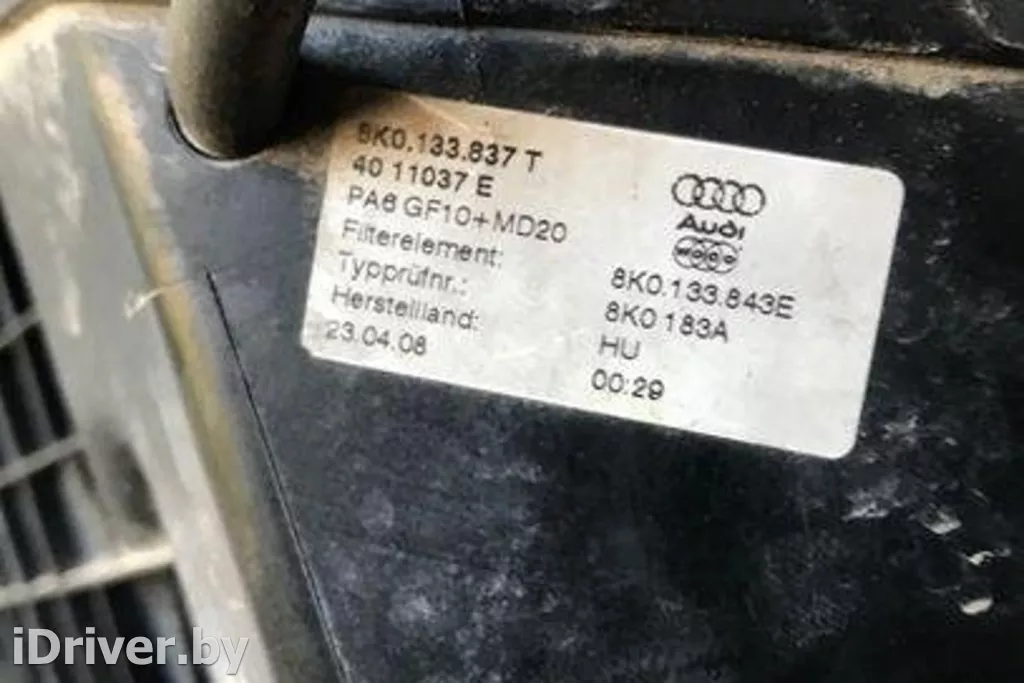 8K0.133.837 T
40 11037 E
PA6 GF10+MD20
Audi
Filterelement: 8K0.133.843E
Typprüfnr.: 8K0 183A
Herstellland: HU
23.04.08 00:29
iDriver.by